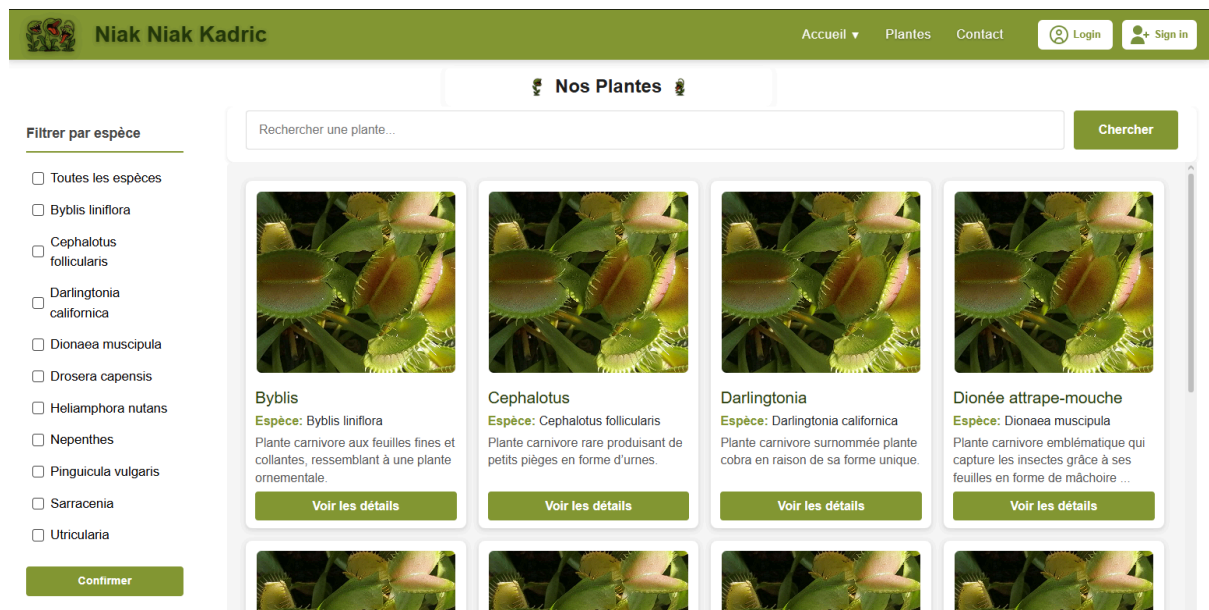 Niak Niak Kadric
Accueil ▾
Plantes
Contact
Login
Sign in
Nos Plantes
Filtrer par espèce
Toutes les espèces
Byblis liniflora
Cephalotus
follicularis
Darlingtonia
californica
Dionaea muscipula
Drosera capensis
Heliamphora nutans
Nepenthes
Pinguicula vulgaris
Sarracenia
Utricularia
Confirmer
Rechercher une plante...
Chercher
Byblis
Espèce: Byblis liniflora
Plante carnivore aux feuilles fines et
collantes, ressemblant à une plante
ornementale.
Voir les détails
Cephalotus
Espèce: Cephalotus follicularis
Plante carnivore rare produisant de
petits pièges en forme d'urnes.
Voir les détails
Darlingtonia
Espèce: Darlingtonia californica
Plante carnivore surnommée plante
cobra en raison de sa forme unique.
Voir les détails
Dionée attrape-mouche
Espèce: Dionaea muscipula
Plante carnivore emblématique qui
capture les insectes grâce à ses
feuilles en forme de mâchoire ...
Voir les détails